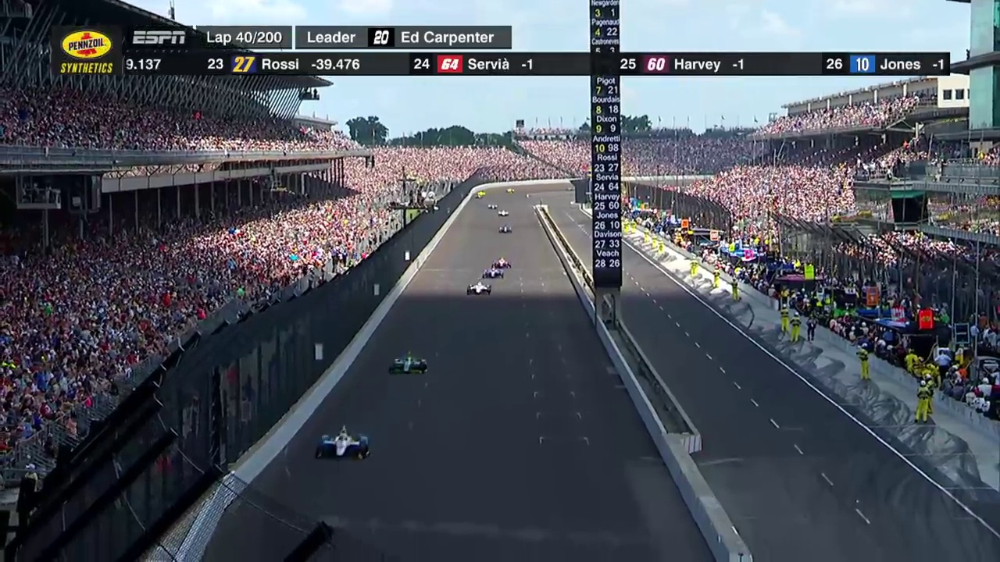 PENNZOIL
SYNTHETICS
ESPN
Lap 40/200
Leader 20 Ed Carpenter
9.137 23 27 Rossi -39.476 24 64 Servià -1 25 60 Harvey -1 26 10 Jones -1
Newgarden
3 1
Pagenaud
4 22
Castroneves
5 3
Pigot
7 21
Bourdais
8 18
Dixon
9 9
Andretti
10 98
Rossi
23 27
Servia
24 64
Harvey
25 60
Jones
26 10
Davison
27 33
Veach
28 26